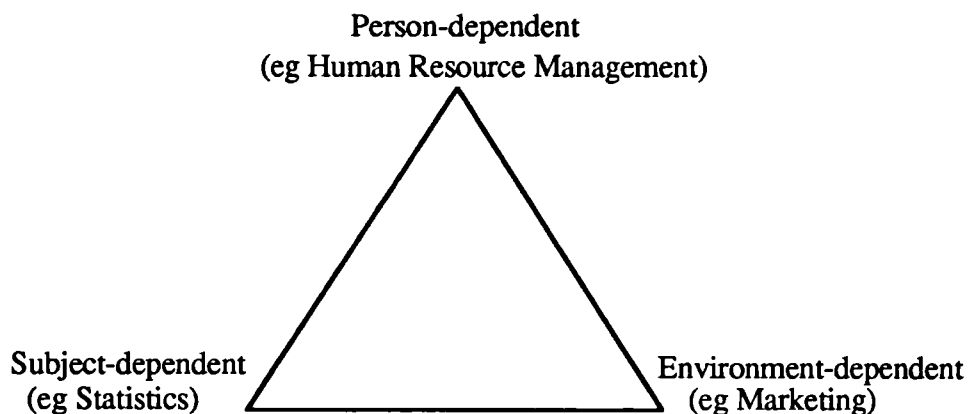 Person-dependent
(eg Human Resource Management)
Subject-dependent
(eg Statistics)
Environment-dependent
(eg Marketing)